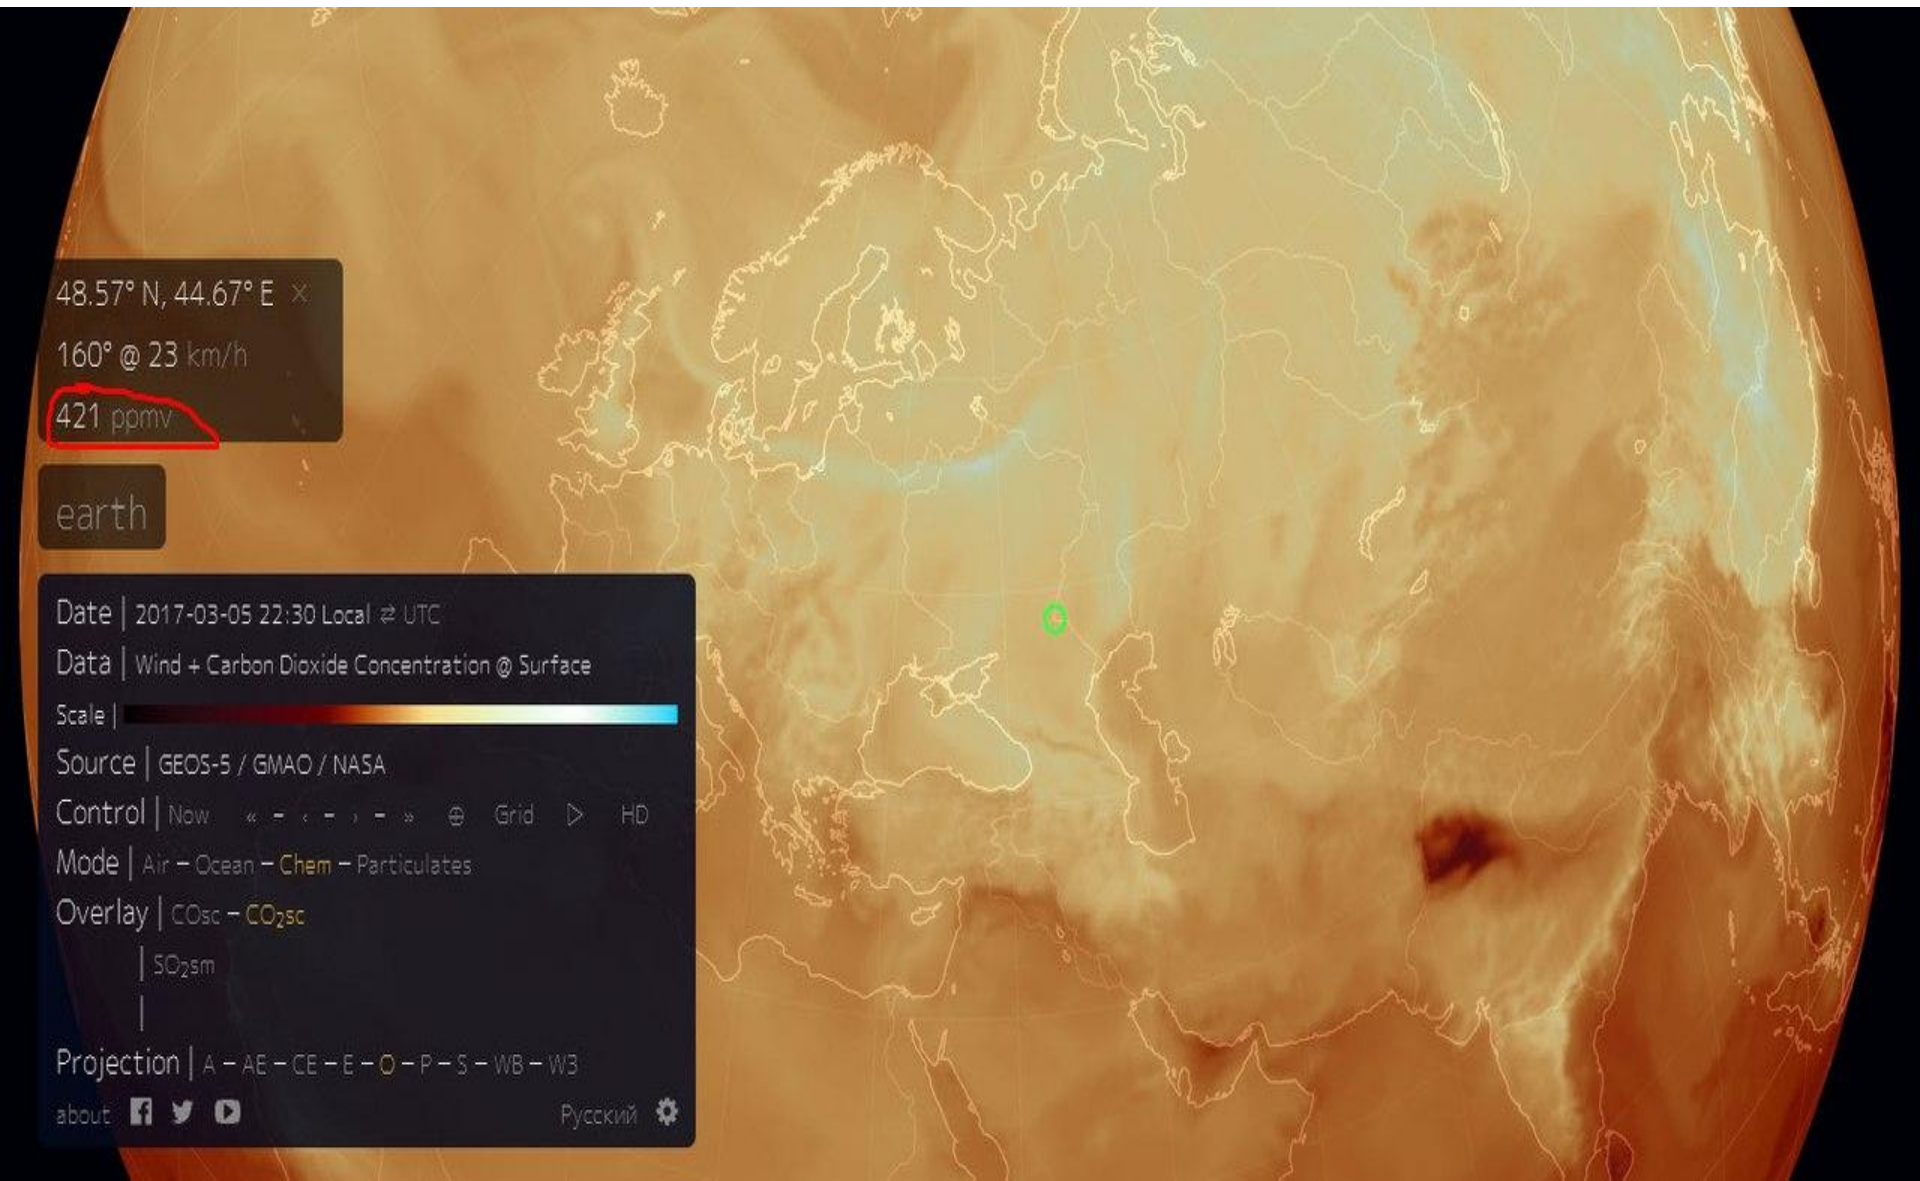 48.57° N, 44.67° E ×
160° @ 23 km/h
421 ppmv
earth
Date | 2017-03-05 22:30 Local ⇄ UTC
Data | Wind + Carbon Dioxide Concentration @ Surface
Scale |
Source | GEOS-5 / GMAO / NASA
Control | Now « – ‹ – › – » ⊕ Grid ▷ HD
Mode | Air – Ocean – Chem – Particulates
Overlay | COsc – CO₂sc
| SO₂sm
|
Projection | A – AE – CE – E – O – P – S – WB – W3
about Русский